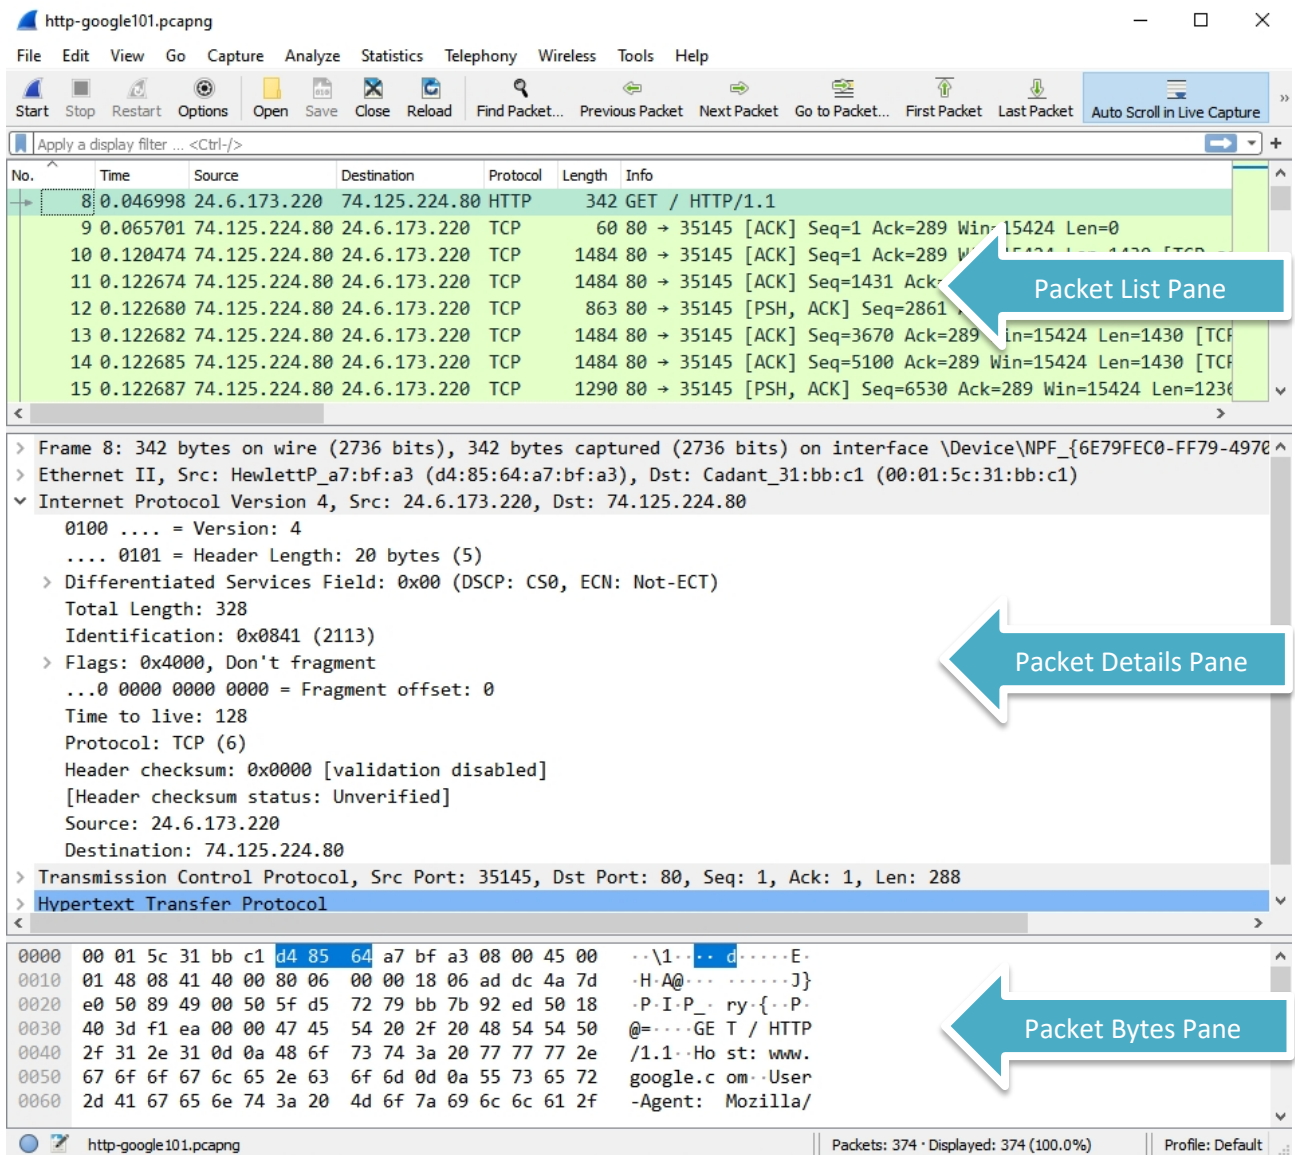 http-google101.pcapng
File Edit View Go Capture Analyze Statistics Telephony Wireless Tools Help
Start Stop Restart Options Open Save Close Reload Find Packet... Previous Packet Next Packet Go to Packet... First Packet Last Packet Auto Scroll in Live Capture »
Apply a display filter ... <Ctrl-/>
No. Time Source Destination Protocol Length Info
8 0.046998 24.6.173.220 74.125.224.80 HTTP 342 GET / HTTP/1.1
9 0.065701 74.125.224.80 24.6.173.220 TCP 60 80 → 35145 [ACK] Seq=1 Ack=289 Win=15424 Len=0
10 0.120474 74.125.224.80 24.6.173.220 TCP 1484 80 → 35145 [ACK] Seq=1 Ack=289
11 0.122674 74.125.224.80 24.6.173.220 TCP 1484 80 → 35145 [ACK] Seq=1431 Ack=
Packet List Pane
12 0.122680 74.125.224.80 24.6.173.220 TCP 863 80 → 35145 [PSH, ACK] Seq=2861
13 0.122682 74.125.224.80 24.6.173.220 TCP 1484 80 → 35145 [ACK] Seq=3670 Ack=289 Win=15424 Len=1430 [TCP
14 0.122685 74.125.224.80 24.6.173.220 TCP 1484 80 → 35145 [ACK] Seq=5100 Ack=289 Win=15424 Len=1430 [TCP
15 0.122687 74.125.224.80 24.6.173.220 TCP 1290 80 → 35145 [PSH, ACK] Seq=6530 Ack=289 Win=15424 Len=1236
Frame 8: 342 bytes on wire (2736 bits), 342 bytes captured (2736 bits) on interface \Device\NPF_{6E79FEC0-FF79-4970
Ethernet II, Src: HewlettP_a7:bf:a3 (d4:85:64:a7:bf:a3), Dst: Cadant_31:bb:c1 (00:01:5c:31:bb:c1)
Internet Protocol Version 4, Src: 24.6.173.220, Dst: 74.125.224.80
0100 .... = Version: 4
.... 0101 = Header Length: 20 bytes (5)
Differentiated Services Field: 0x00 (DSCP: CS0, ECN: Not-ECT)
Total Length: 328
Identification: 0x0841 (2113)
Flags: 0x4000, Don't fragment
Packet Details Pane
...0 0000 0000 0000 = Fragment offset: 0
Time to live: 128
Protocol: TCP (6)
Header checksum: 0x0000 [validation disabled]
[Header checksum status: Unverified]
Source: 24.6.173.220
Destination: 74.125.224.80
Transmission Control Protocol, Src Port: 35145, Dst Port: 80, Seq: 1, Ack: 1, Len: 288
Hypertext Transfer Protocol
0000 00 01 5c 31 bb c1 d4 85 64 a7 bf a3 08 00 45 00 ··\1···· d·····E·
0010 01 48 08 41 40 00 80 06 00 00 18 06 ad dc 4a 7d ·H·A@··· ······J}
0020 e0 50 89 49 00 50 5f d5 72 79 bb 7b 92 ed 50 18 ·P·I·P_· ry·{··P·
0030 40 3d f1 ea 00 00 47 45 54 20 2f 20 48 54 54 50 @=····GE T / HTTP
Packet Bytes Pane
0040 2f 31 2e 31 0d 0a 48 6f 73 74 3a 20 77 77 77 2e /1.1··Ho st: www.
0050 67 6f 6f 67 6c 65 2e 63 6f 6d 0d 0a 55 73 65 72 google.c om··User
0060 2d 41 67 65 6e 74 3a 20 4d 6f 7a 69 6c 6c 61 2f -Agent: Mozilla/
http-google101.pcapng Packets: 374 · Displayed: 374 (100.0%) Profile: Default